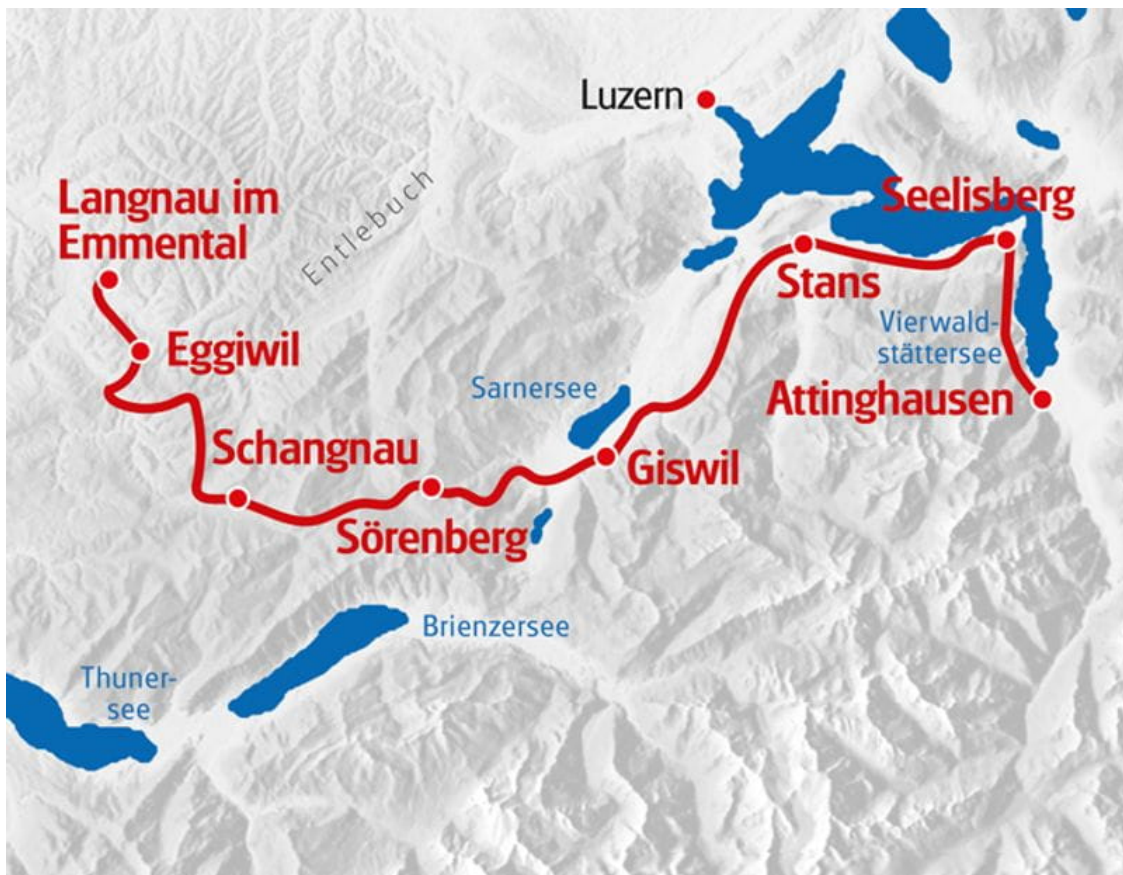 Luzern
Langnau im
Emmental
Entlebuch
Seelisberg
Stans
Eggiwil
Vierwald-
stättersee
Sarnersee
Attinghausen
Schangnau
Giswil
Sörenberg
Brienzersee
Thuner-
see